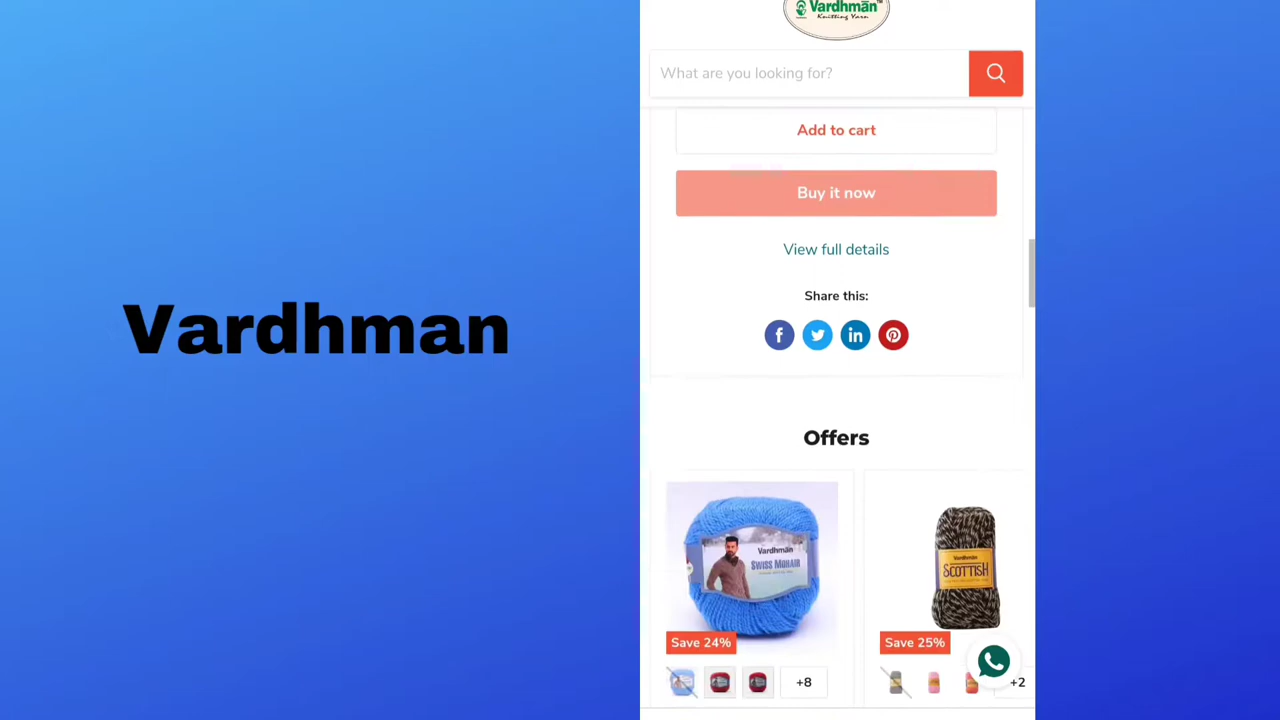 Vardhman
Vardhman™
Knitting Yarn
What are you looking for?
Add to cart
Buy it now
View full details
Share this:
Offers
Vardhman
SWISS MOHAIR
Save 24%
+8
Vardhman
SCOTTISH
Save 25%
+2